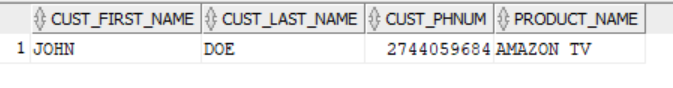 CUST_FIRST_NAME CUST_LAST_NAME CUST_PHNUM PRODUCT_NAME
1 JOHN DOE 2744059684 AMAZON TV